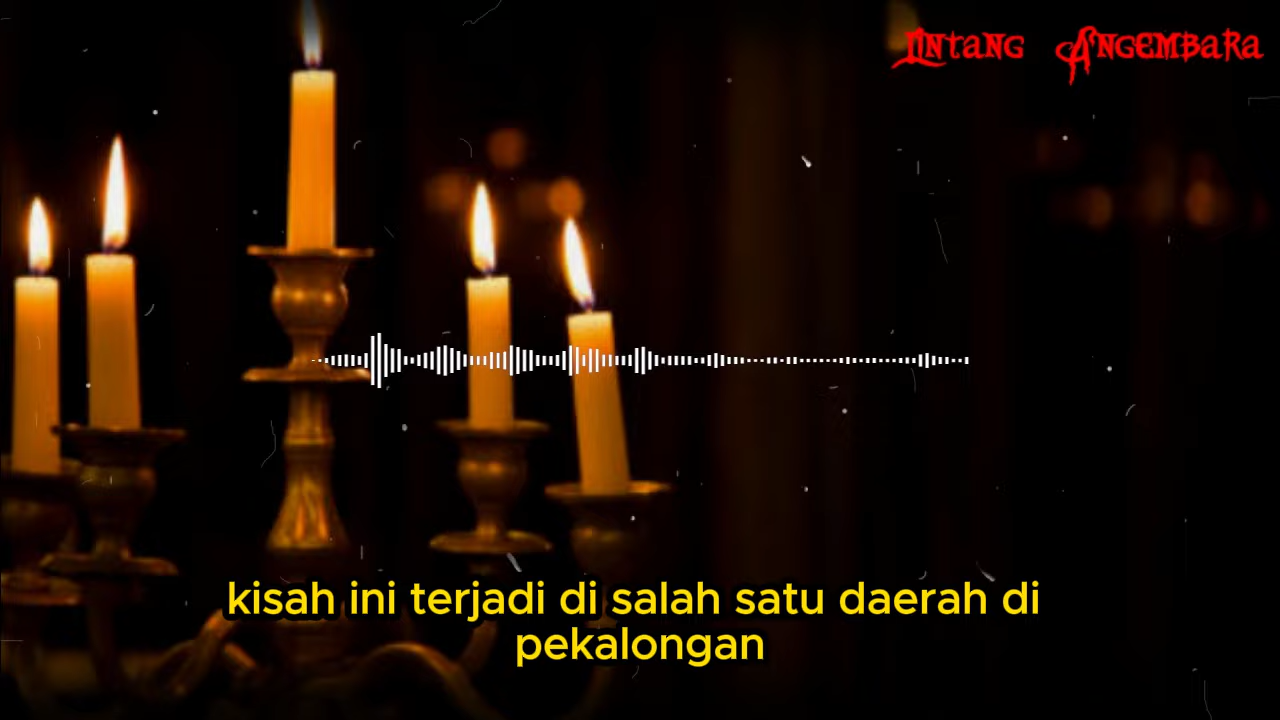 Lintang Angembara
kisah ini terjadi di salah satu daerah di
pekalongan